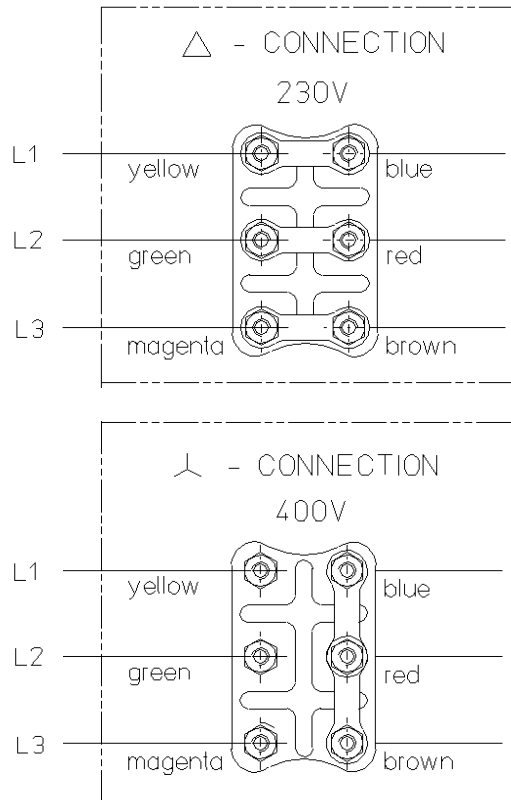 △ - CONNECTION
230V
L1 yellow blue
L2 green red
L3 magenta brown
⅄ - CONNECTION
400V
L1 yellow blue
L2 green red
L3 magenta brown